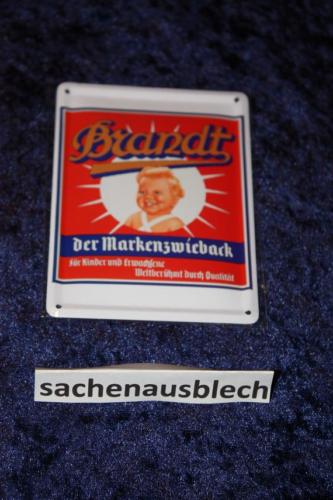 Brandt
der Markenzwieback
für Kinder und Erwachsene
Weltberühmt durch Qualität
sachenausblech